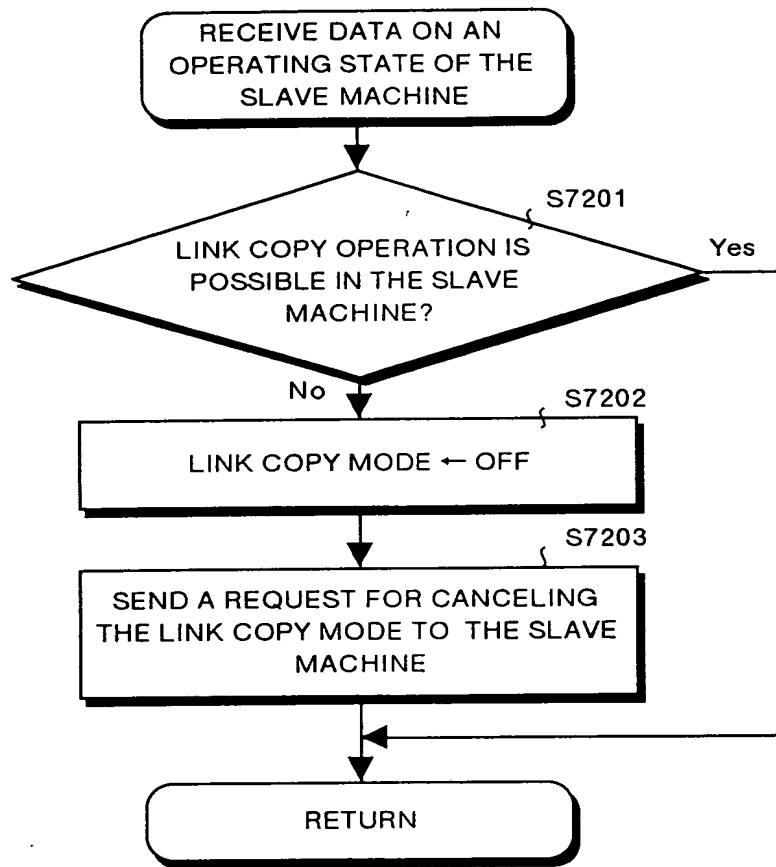 RECEIVE DATA ON AN
OPERATING STATE OF THE
SLAVE MACHINE
S7201
LINK COPY OPERATION IS
POSSIBLE IN THE SLAVE
MACHINE?
Yes
No
S7202
LINK COPY MODE ← OFF
S7203
SEND A REQUEST FOR CANCELING
THE LINK COPY MODE TO THE SLAVE
MACHINE
RETURN